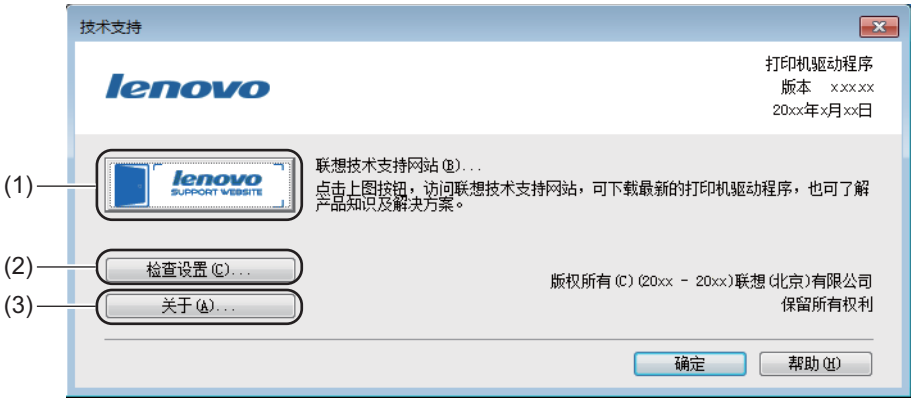 技术支持
lenovo
打印机驱动程序
版本 x.xx.xx
20xx年x月xx日
(1)
lenovo
SUPPORT WEBSITE
联想技术支持网站(B)...
点击上图按钮，访问联想技术支持网站，可下载最新的打印机驱动程序，也可了解
产品知识及解决方案。
(2)
检查设置(C)...
(3)
关于(A)...
版权所有(C)(20xx - 20xx)联想(北京)有限公司
保留所有权利
确定
帮助(H)